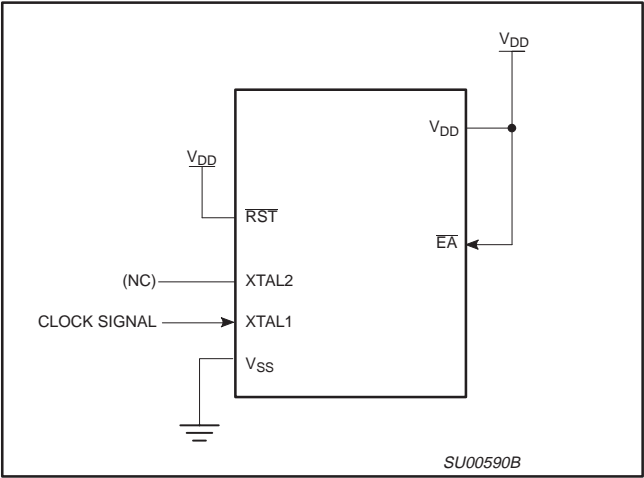 VDD
VDD
VDD
RST
EA
(NC) XTAL2
CLOCK SIGNAL XTAL1
VSS
SU00590B